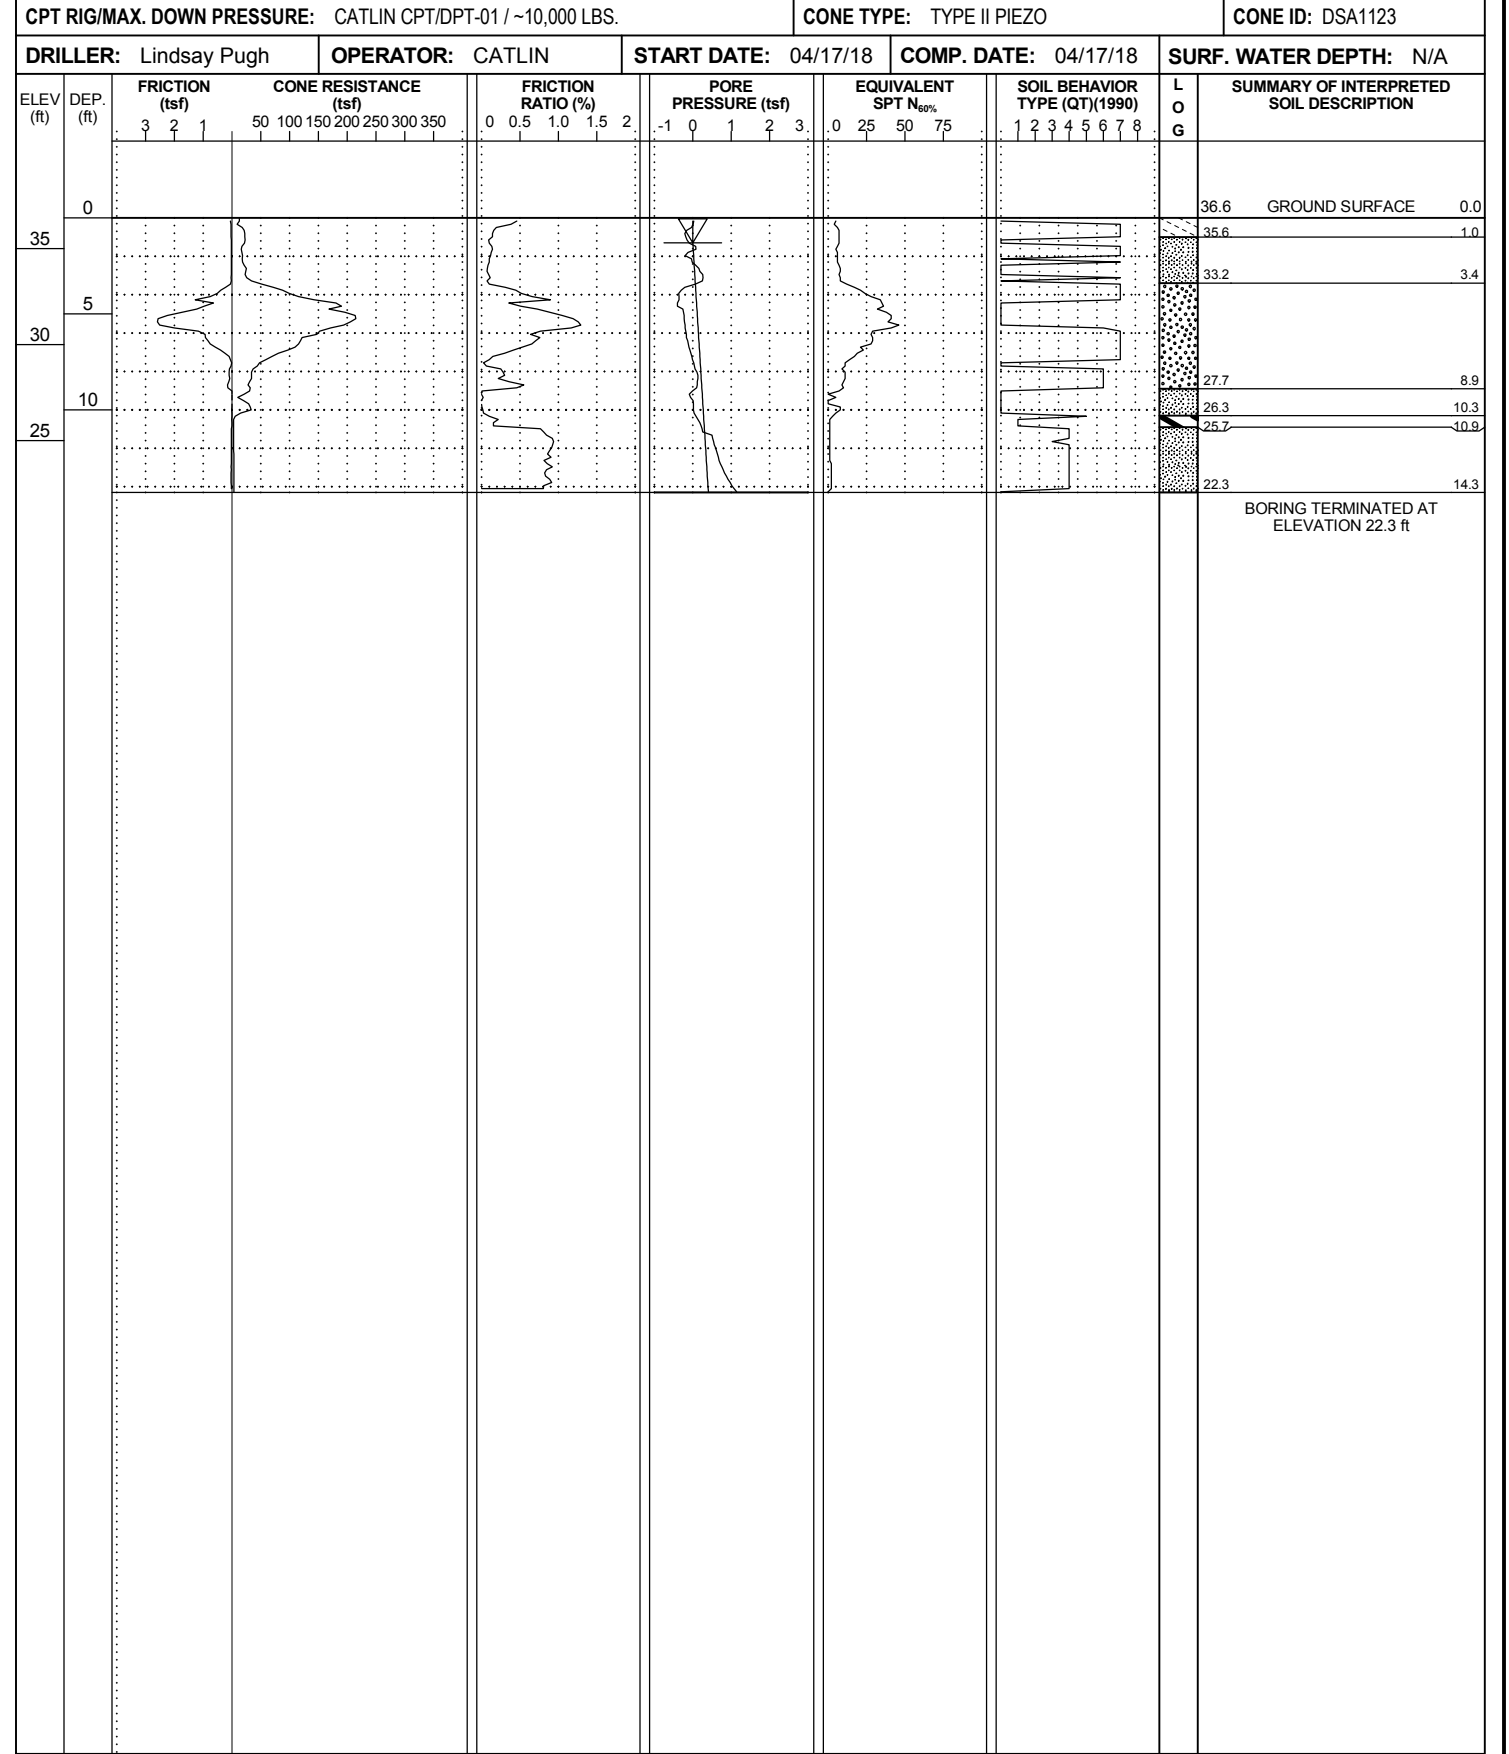 CPT RIG/MAX. DOWN PRESSURE: CATLIN CPT/DPT-01 / ~10,000 LBS. CONE TYPE: TYPE II PIEZO CONE ID: DSA1123
DRILLER: Lindsay Pugh OPERATOR: CATLIN START DATE: 04/17/18 COMP. DATE: 04/17/18 SURF. WATER DEPTH: N/A
ELEV (ft)
DEP. (ft)
FRICTION
(tsf)
3 2 1
CONE RESISTANCE
(tsf)
50 100 150 200 250 300 350
FRICTION
RATIO (%)
0 0.5 1.0 1.5 2
PORE
PRESSURE (tsf)
-1 0 1 2 3
EQUIVALENT
SPT N60%
0 25 50 75
SOIL BEHAVIOR
TYPE (QT)(1990)
1 2 3 4 5 6 7 8
L
O
G
SUMMARY OF INTERPRETED
SOIL DESCRIPTION
0
36.6 GROUND SURFACE 0.0
35.6 1.0
35
33.2 3.4
5
30
27.7 8.9
10
26.3 10.3
25.7 10.9
25
22.3 14.3
BORING TERMINATED AT
ELEVATION 22.3 ft